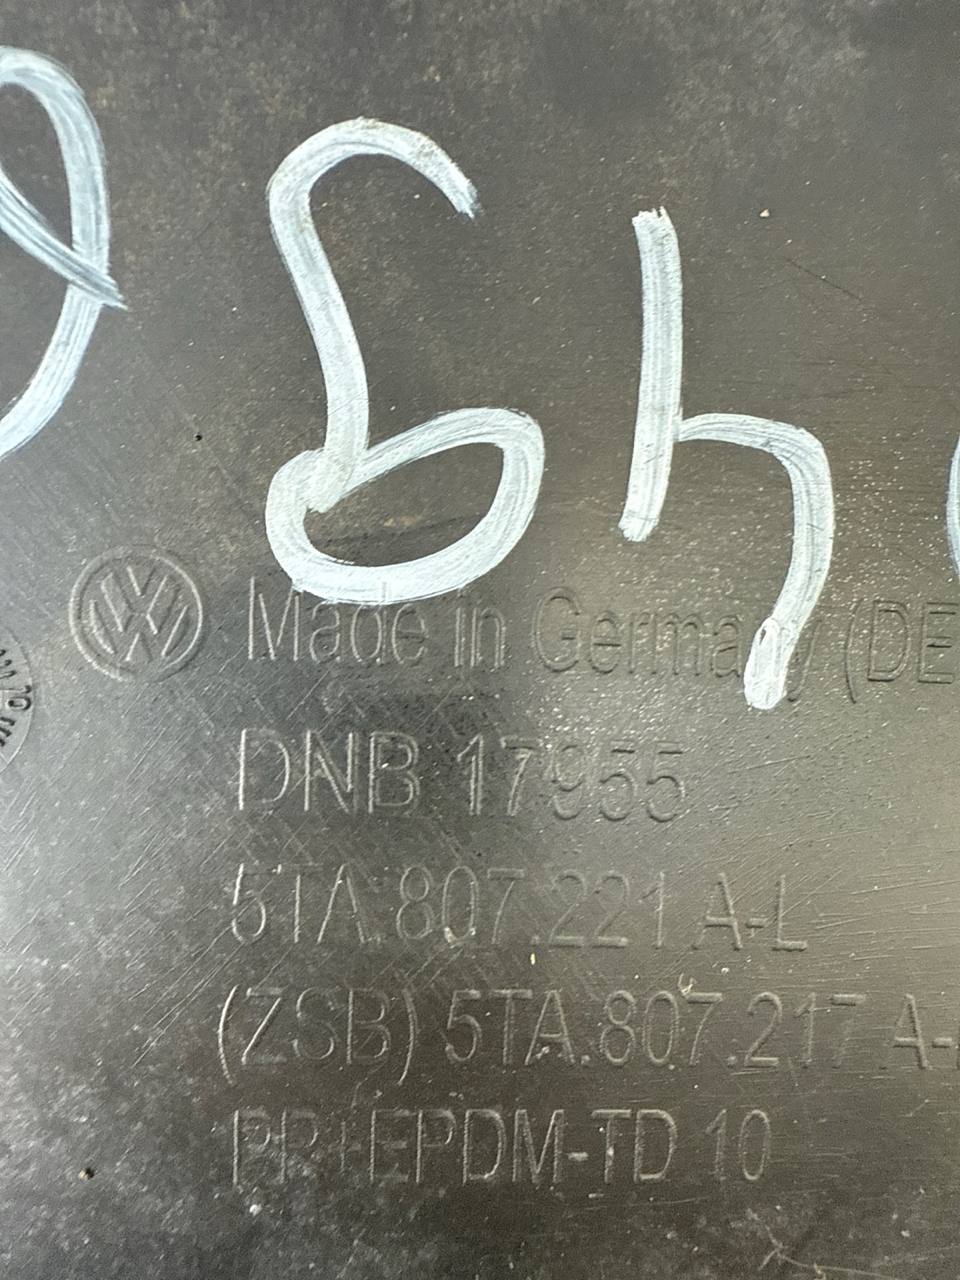 Made in Germany (DE
DNB 17955
5TA.807.221 A-L
(ZSB) 5TA.807.217 A-
PP+EPDM-TD 10